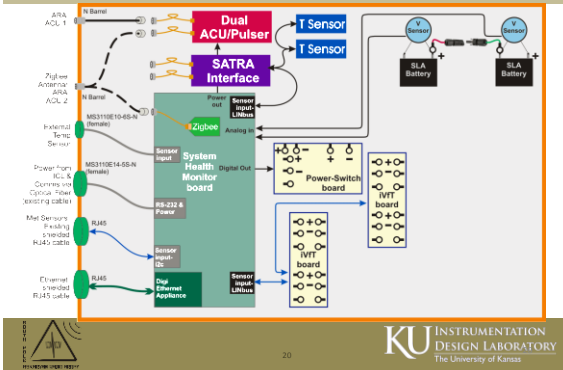 ARA
ACL 1
N Barrel
Dual
ACU/Pulser
T Sensor
T Sensor
V
Sensor
V
Sensor
SLA
Battery
SLA
Battery
SATRA
Interface
Zigbee
Antenna:
ARA
ACL 2
N Barrel
Power
out
Sensor
input-
LINbus
MS3110E10-6S-N
(female)
External
Temp
Sensor
Zigbee
Analog in
Sensor
input
System
Health
Monitor
board
Digital Out
Power-Switch
board
MS3110E14-5S-N
(female)
Power from
ICL &
Comms via
Optical Fiber
(existing cable)
RS-232 &
Power
iVfT
board
iVfT
board
Met Sensors:
Existing
shielded
RJ45 cable
RJ45
Sensor
input-
i2c
Ethernet
shielded
RJ45 cable
RJ45
Digi
Ethernet
Appliance
Sensor
input-
LINbus
20
KU INSTRUMENTATION
DESIGN LABORATORY
The University of Kansas